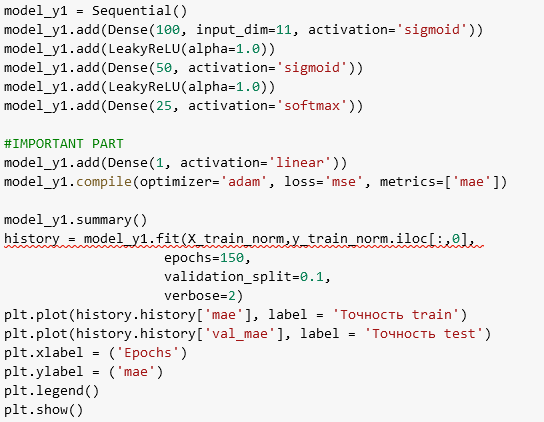 model_y1 = Sequential()
model_y1.add(Dense(100, input_dim=11, activation='sigmoid'))
model_y1.add(LeakyReLU(alpha=1.0))
model_y1.add(Dense(50, activation='sigmoid'))
model_y1.add(LeakyReLU(alpha=1.0))
model_y1.add(Dense(25, activation='softmax'))

#IMPORTANT PART
model_y1.add(Dense(1, activation='linear'))
model_y1.compile(optimizer='adam', loss='mse', metrics=['mae'])

model_y1.summary()
history = model_y1.fit(X_train_norm,y_train_norm.iloc[:,0],
                    epochs=150,
                    validation_split=0.1,
                    verbose=2)
plt.plot(history.history['mae'], label = 'Точность train')
plt.plot(history.history['val_mae'], label = 'Точность test')
plt.xlabel = ('Epochs')
plt.ylabel = ('mae')
plt.legend()
plt.show()